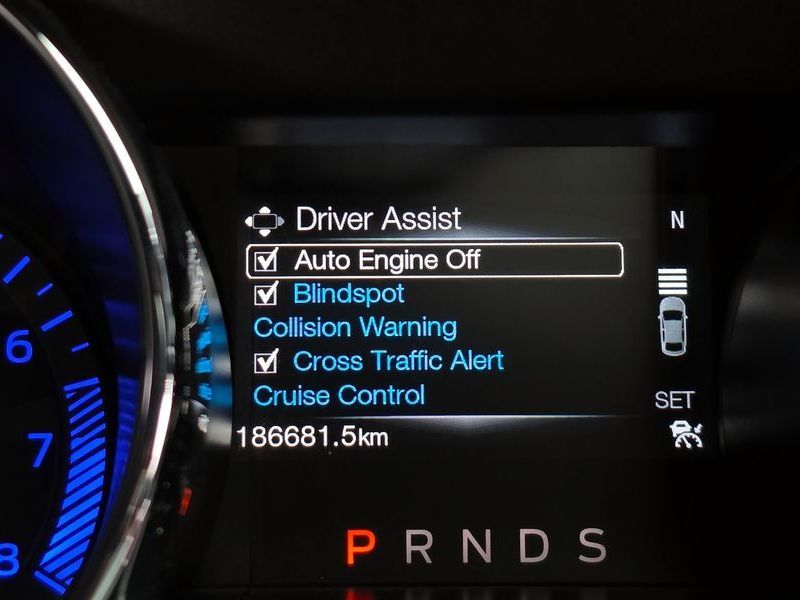 Driver Assist
N
Auto Engine Off
Blindspot
Collision Warning
Cross Traffic Alert
Cruise Control
SET
186681.5km
6
7
8
P R N D S